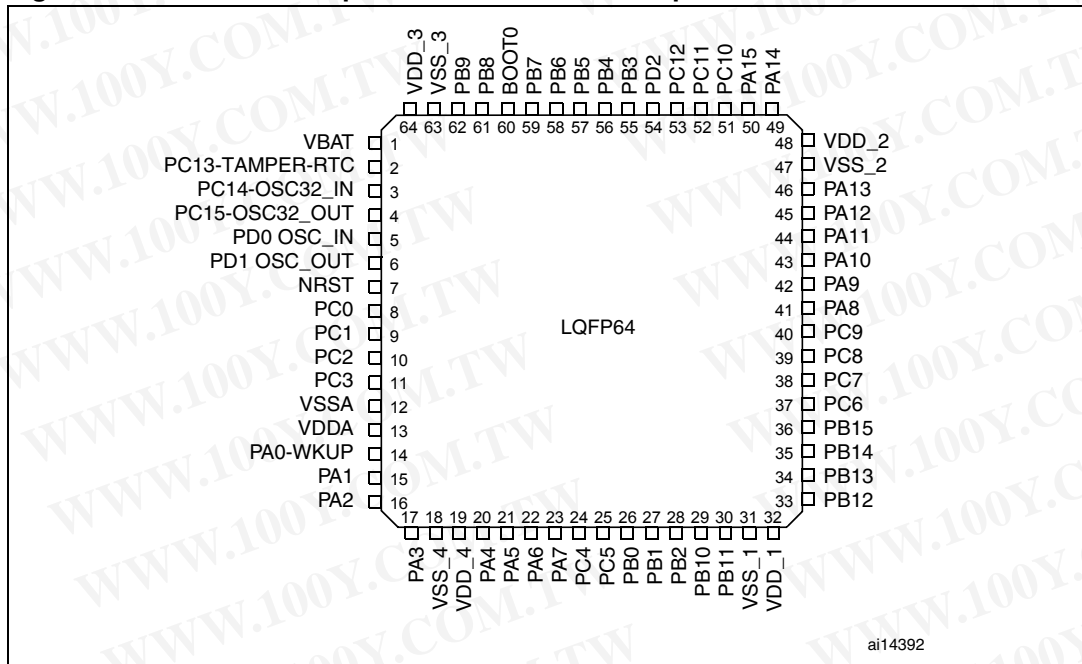 VDD_3
VSS_3
PB9
PB8
BOOT0
PB7
PB6
PB5
PB4
PB3
PD2
PC12
PC11
PC10
PA15
PA14
64 63 62 61 60 59 58 57 56 55 54 53 52 51 50 49
VBAT 1
PC13-TAMPER-RTC 2
PC14-OSC32_IN 3
PC15-OSC32_OUT 4
PD0 OSC_IN 5
PD1 OSC_OUT 6
NRST 7
PC0 8
PC1 9
PC2 10
PC3 11
VSSA 12
VDDA 13
PA0-WKUP 14
PA1 15
PA2 16
LQFP64
48 VDD_2
47 VSS_2
46 PA13
45 PA12
44 PA11
43 PA10
42 PA9
41 PA8
40 PC9
39 PC8
38 PC7
37 PC6
36 PB15
35 PB14
34 PB13
33 PB12
17 18 19 20 21 22 23 24 25 26 27 28 29 30 31 32
PA3
VSS_4
VDD_4
PA4
PA5
PA6
PA7
PC4
PC5
PB0
PB1
PB2
PB10
PB11
VSS_1
VDD_1
ai14392
WWW.100Y.COM.TW